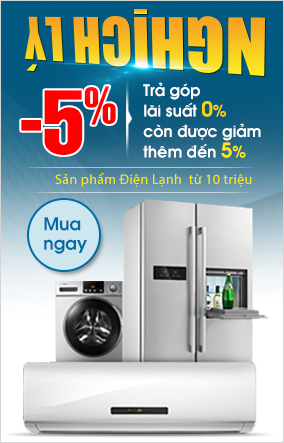 NGHỊCH LÝ
-5%
Trả góp
lãi suất 0%
còn được giảm
thêm đến 5%
Sản phẩm Điện Lạnh từ 10 triệu
Mua
ngay